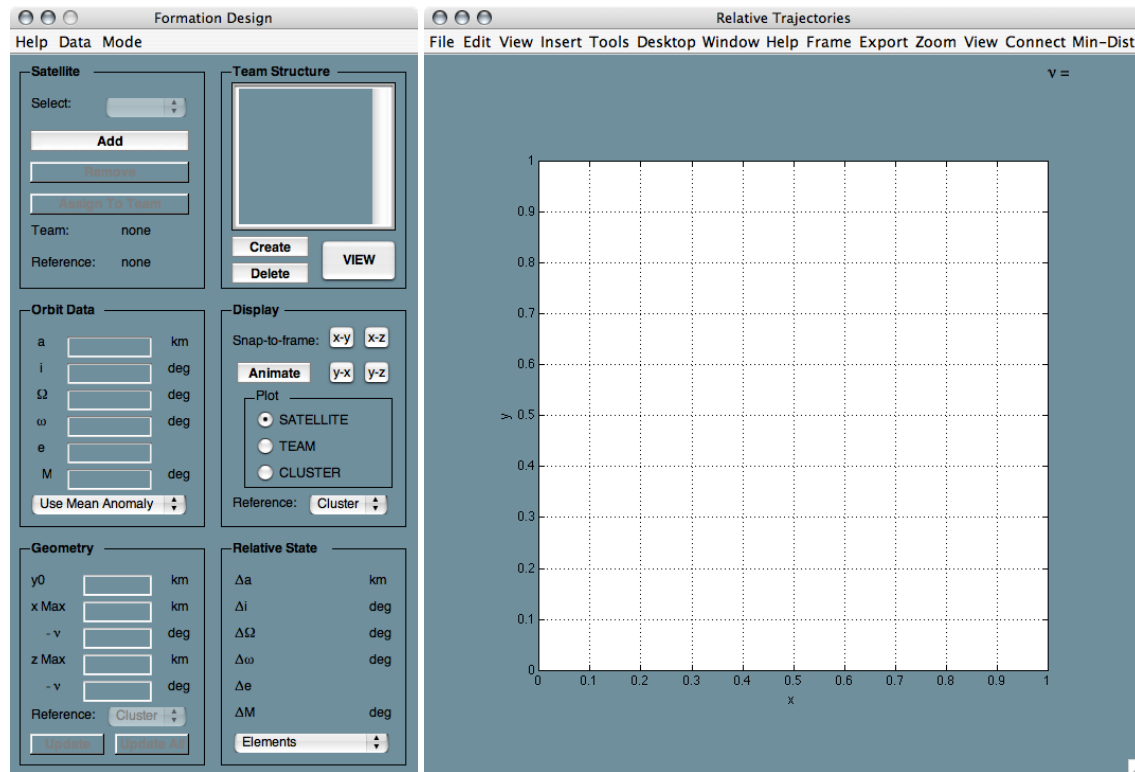 Formation Design
Help Data Mode
Satellite
Select:
Add
Remove
Assign To Team
Team: none
Reference: none
Team Structure
Create
Delete
VIEW
Orbit Data
a km
i deg
Ω deg
ω deg
e
M deg
Use Mean Anomaly
Display
Snap-to-frame: x-y x-z
Animate y-x y-z
Plot
SATELLITE
TEAM
CLUSTER
Reference: Cluster
Geometry
y0 km
x Max km
- ν deg
z Max km
- ν deg
Reference: Cluster
Update Update All
Relative State
Δa km
Δi deg
ΔΩ deg
Δω deg
Δe
ΔM deg
Elements
Relative Trajectories
File Edit View Insert Tools Desktop Window Help Frame Export Zoom View Connect Min-Dist
ν =
1
0.9
0.8
0.7
0.6
y 0.5
0.4
0.3
0.2
0.1
0
0 0.1 0.2 0.3 0.4 0.5 0.6 0.7 0.8 0.9 1
x